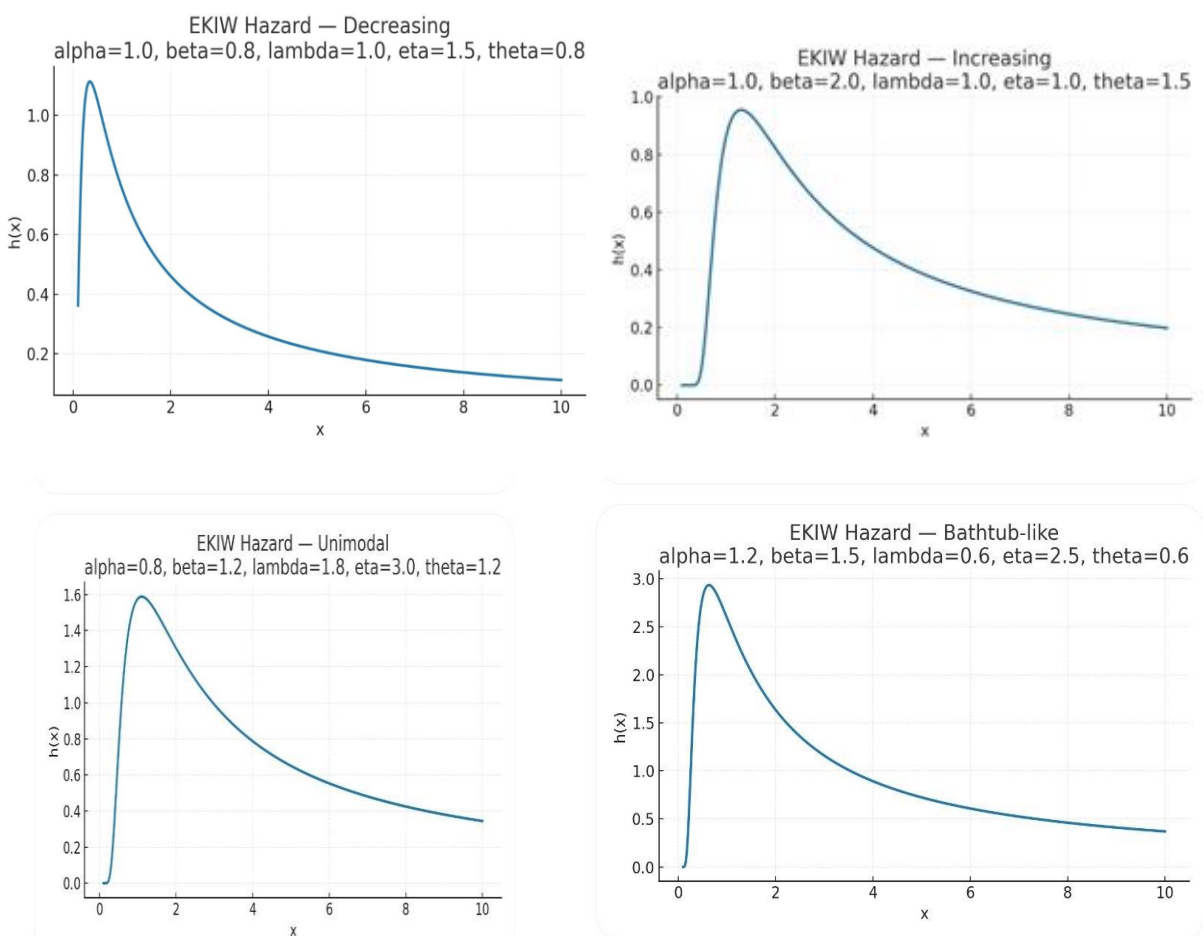 EKIW Hazard — Decreasing
alpha=1.0, beta=0.8, lambda=1.0, eta=1.5, theta=0.8
h(x)
1.0
0.8
0.6
0.4
0.2
0 2 4 6 8 10
x
EKIW Hazard — Increasing
alpha=1.0, beta=2.0, lambda=1.0, eta=1.0, theta=1.5
h(x)
1.0
0.8
0.6
0.4
0.2
0.0
0 2 4 6 8 10
x
EKIW Hazard — Unimodal
alpha=0.8, beta=1.2, lambda=1.8, eta=3.0, theta=1.2
h(x)
1.6
1.4
1.2
1.0
0.8
0.6
0.4
0.2
0.0
0 2 4 6 8 10
x
EKIW Hazard — Bathtub-like
alpha=1.2, beta=1.5, lambda=0.6, eta=2.5, theta=0.6
h(x)
3.0
2.5
2.0
1.5
1.0
0.5
0.0
0 2 4 6 8 10
x